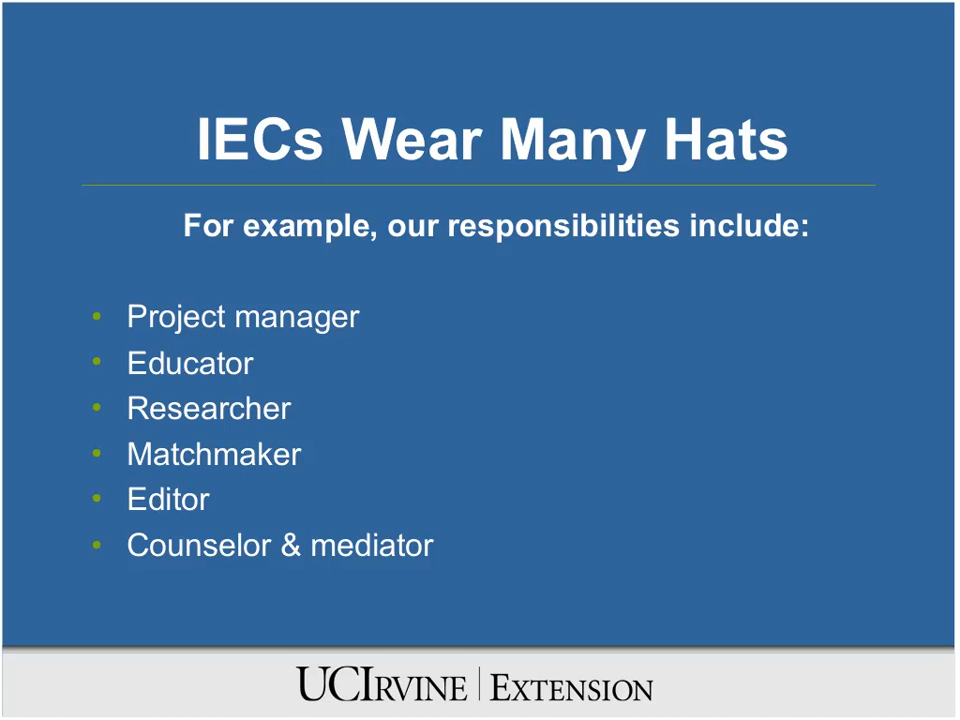 IECs Wear Many Hats
For example, our responsibilities include:
• Project manager
• Educator
• Researcher
• Matchmaker
• Editor
• Counselor & mediator
UCIRVINE | EXTENSION